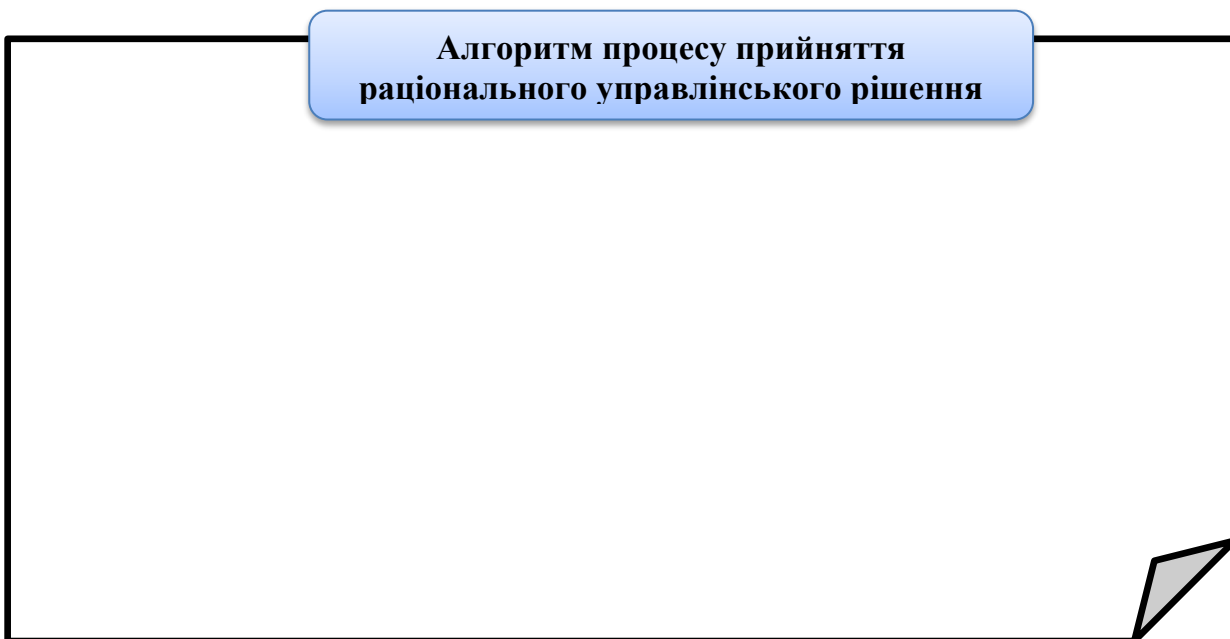 Алгоритм процесу прийняття
раціонального управлінського рішення